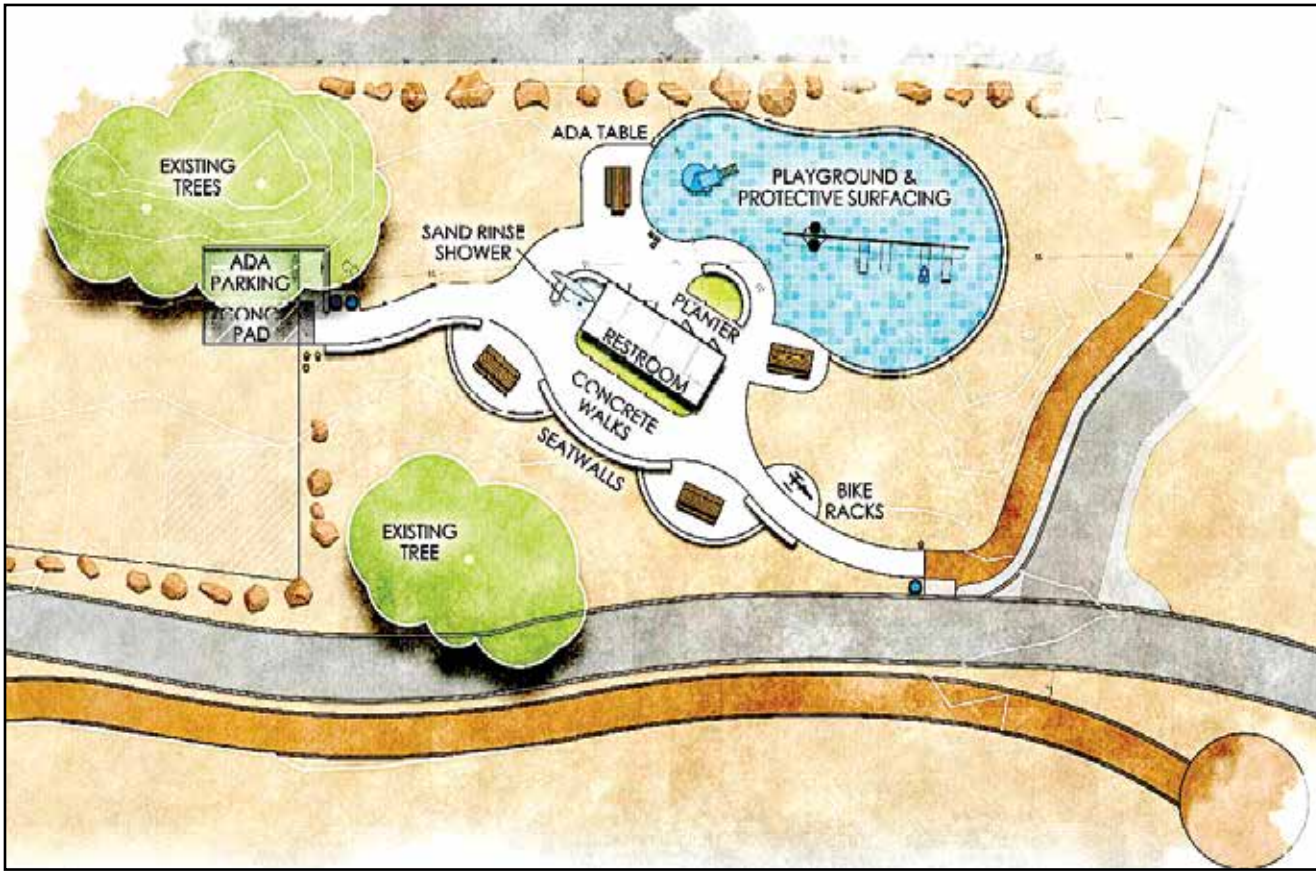 ADA TABLE
EXISTING
TREES
PLAYGROUND &
PROTECTIVE SURFACING
SAND RINSE
SHOWER
ADA
PARKING
CONC
PAD
PLANTER
RESTROOM
CONCRETE
WALKS
SEATWALLS
BIKE
RACKS
EXISTING
TREE